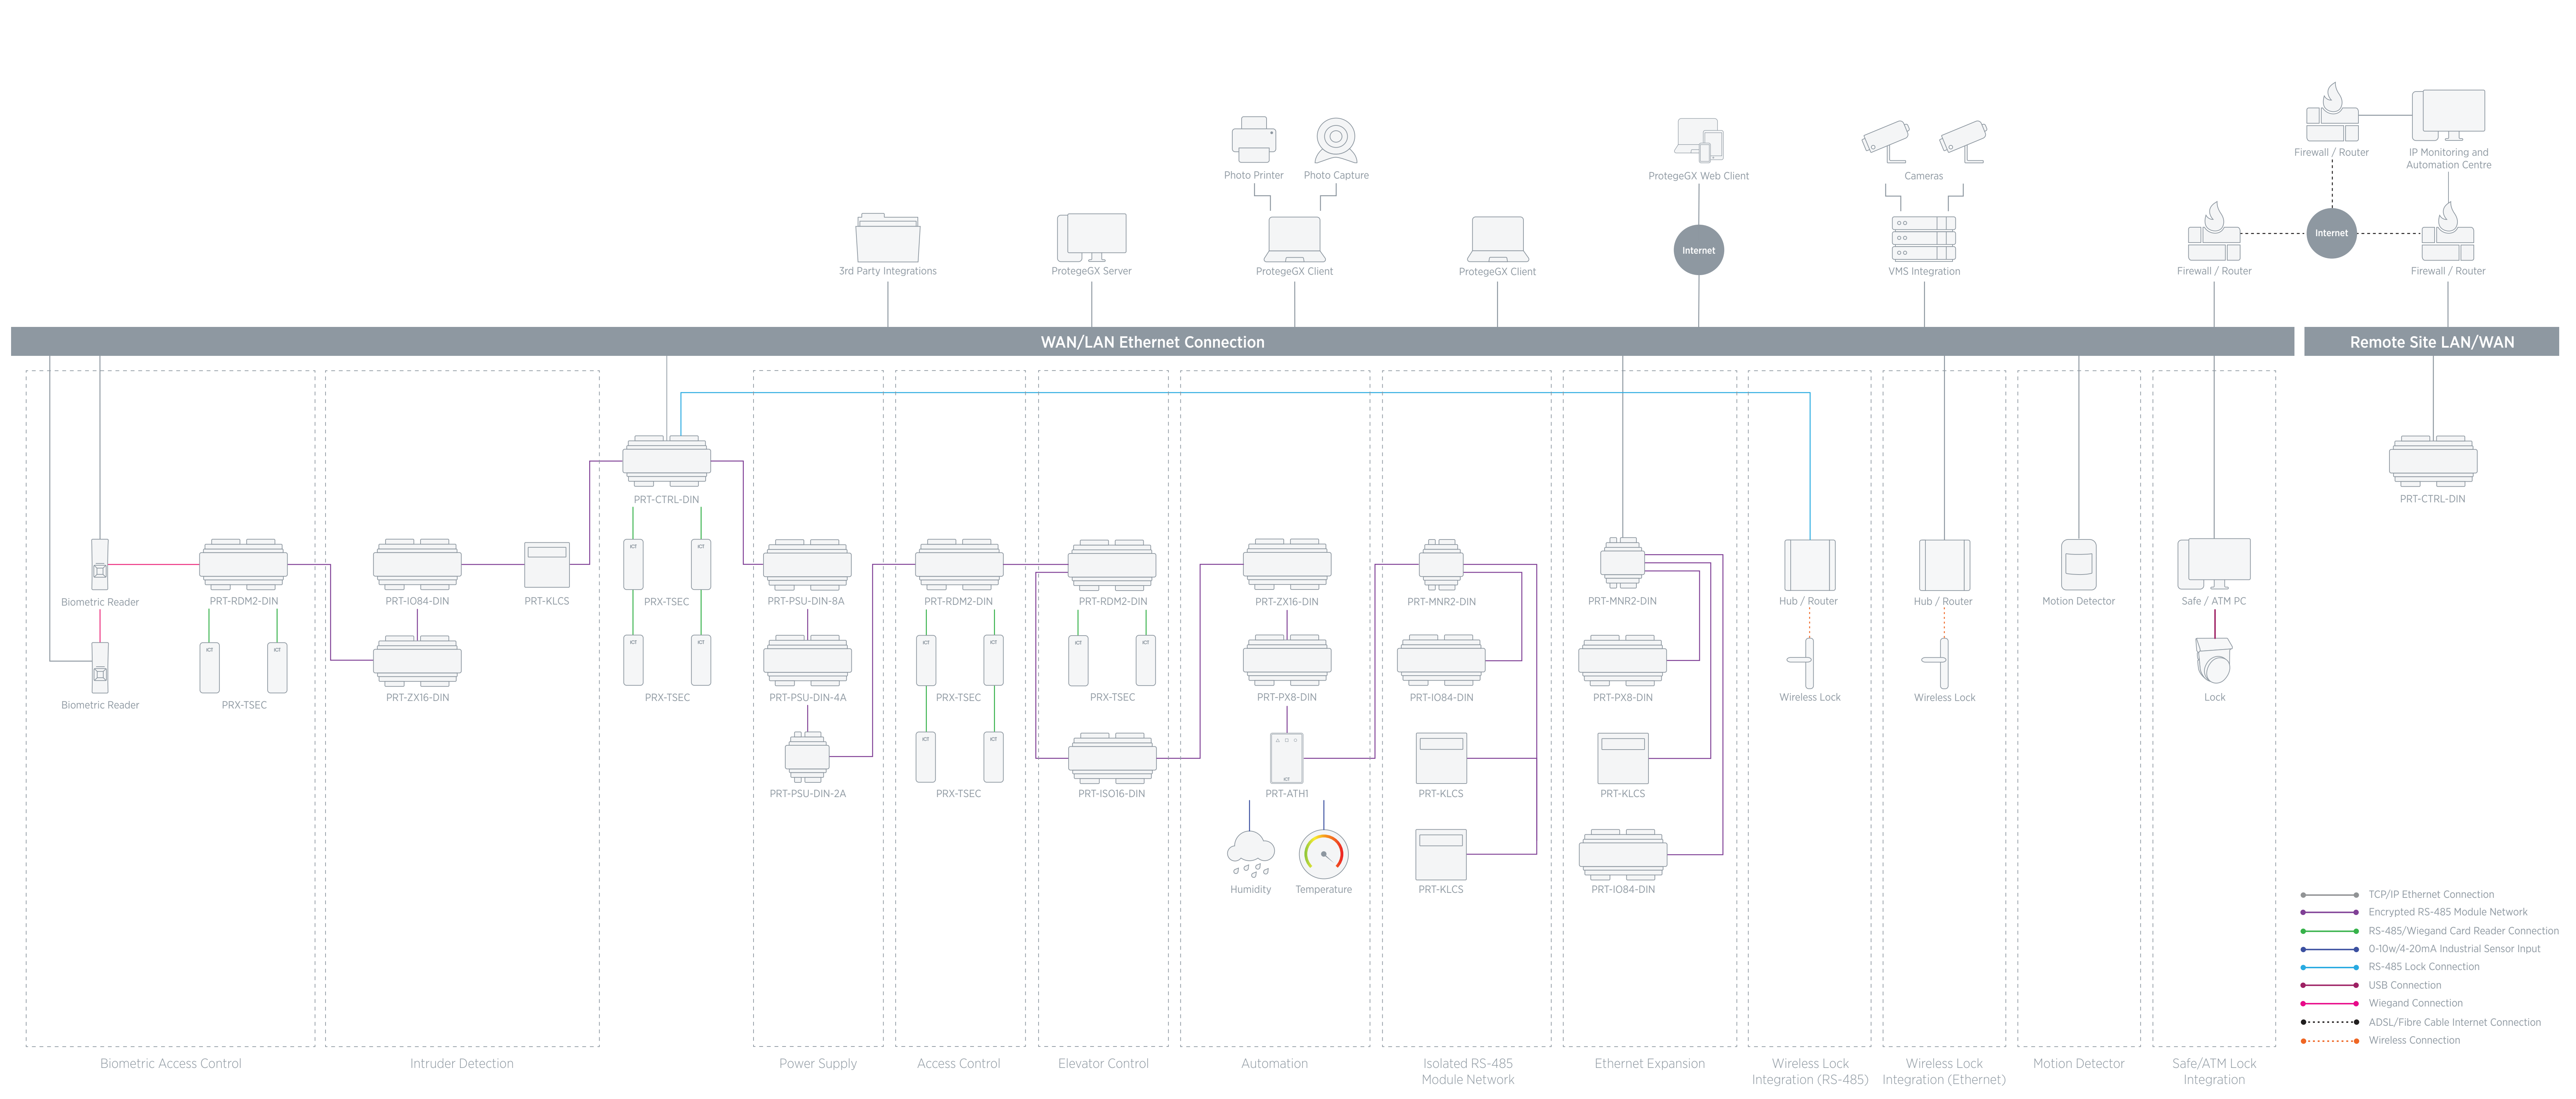 Photo Printer
Photo Capture
ProtegeGX Web Client
Cameras
Firewall / Router
IP Monitoring and
Automation Centre
3rd Party Integrations
ProtegeGX Server
ProtegeGX Client
ProtegeGX Client
Internet
VMS Integration
Firewall / Router
Internet
Firewall / Router
WAN/LAN Ethernet Connection
Remote Site LAN/WAN
PRT-CTRL-DIN
PRT-CTRL-DIN
Biometric Reader
PRT-RDM2-DIN
PRT-IO84-DIN
PRT-KLCS
PRX-TSEC
PRT-PSU-DIN-8A
PRT-RDM2-DIN
PRT-RDM2-DIN
PRT-ZX16-DIN
PRT-MNR2-DIN
PRT-MNR2-DIN
Hub / Router
Hub / Router
Motion Detector
Safe / ATM PC
Biometric Reader
PRX-TSEC
PRT-ZX16-DIN
PRX-TSEC
PRT-PSU-DIN-4A
PRX-TSEC
PRX-TSEC
PRT-PX8-DIN
PRT-IO84-DIN
PRT-PX8-DIN
Wireless Lock
Wireless Lock
Lock
PRT-PSU-DIN-2A
PRX-TSEC
PRT-ISO16-DIN
PRT-ATH1
PRT-KLCS
PRT-KLCS
Humidity
Temperature
PRT-KLCS
PRT-IO84-DIN
TCP/IP Ethernet Connection
Encrypted RS-485 Module Network
RS-485/Wiegand Card Reader Connection
0-10w/4-20mA Industrial Sensor Input
RS-485 Lock Connection
USB Connection
Wiegand Connection
ADSL/Fibre Cable Internet Connection
Wireless Connection
Biometric Access Control
Intruder Detection
Power Supply
Access Control
Elevator Control
Automation
Isolated RS-485
Module Network
Ethernet Expansion
Wireless Lock
Integration (RS-485)
Wireless Lock
Integration (Ethernet)
Motion Detector
Safe/ATM Lock
Integration